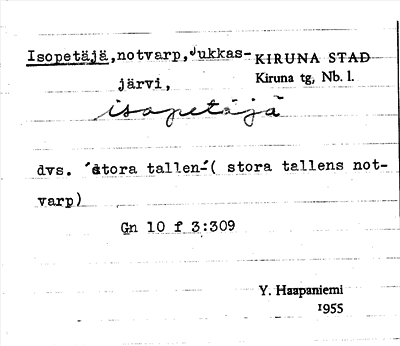 Isopetäjä,notvarp,Jukkas- KIRUNA STAD
järvi, Kiruna tg, Nb. l.
isopetäjä
dvs. 'stora tallen'( stora tallens not-
varp)
Gn 10 f 3:309
Y. Haapaniemi
1955